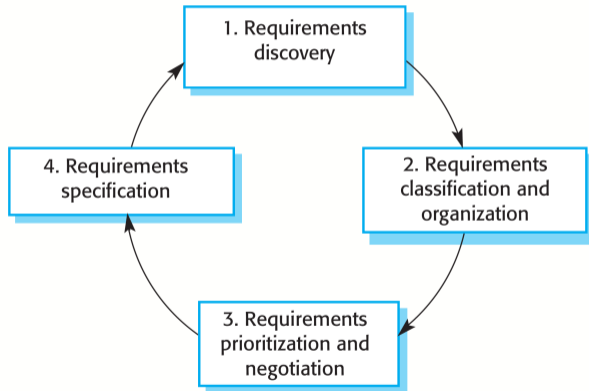 1. Requirements
discovery
2. Requirements
classification and
organization
3. Requirements
prioritization and
negotiation
4. Requirements
specification